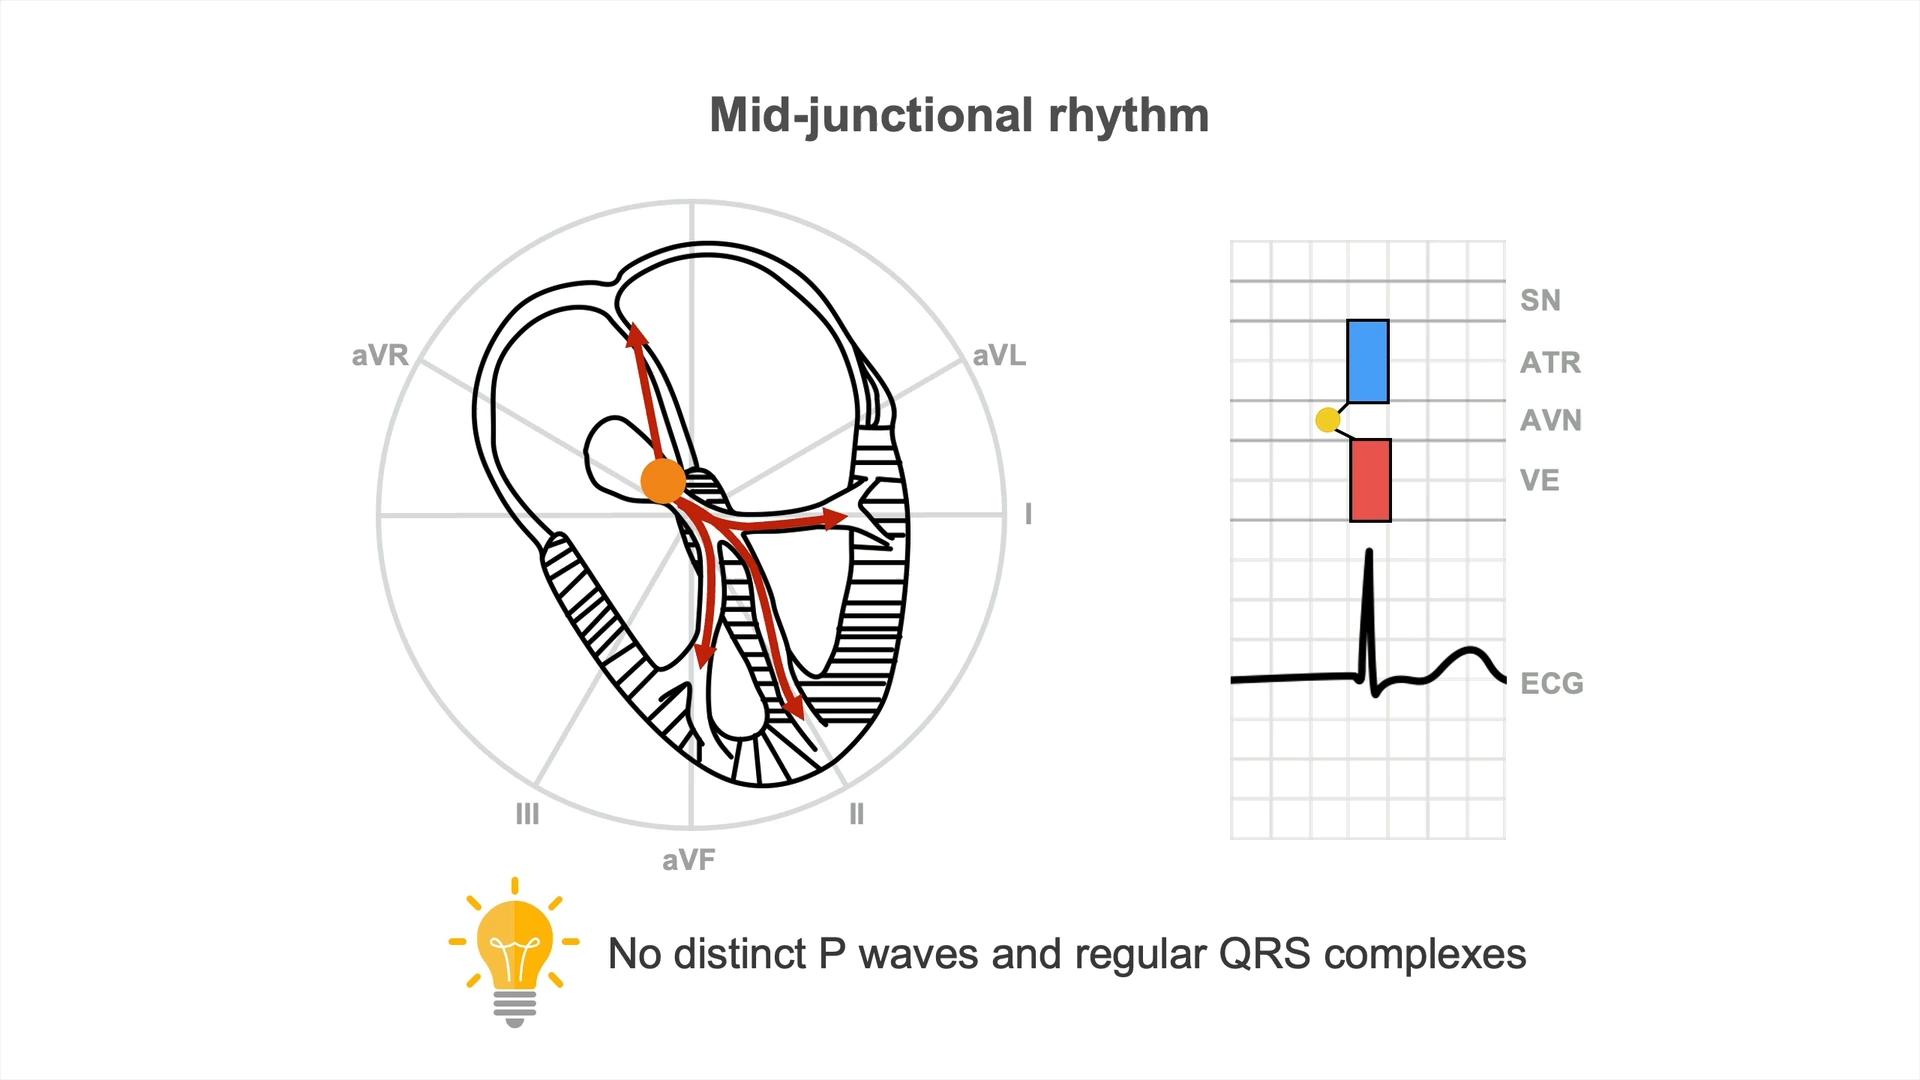 Mid-junctional rhythm
aVR
aVL
I
III
II
aVF
SN
ATR
AVN
VE
ECG
No distinct P waves and regular QRS complexes